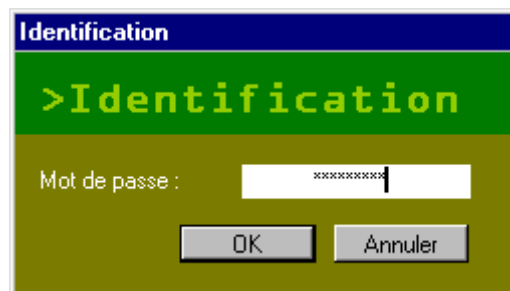 Identification
>Identification
Mot de passe : *********
OK Annuler